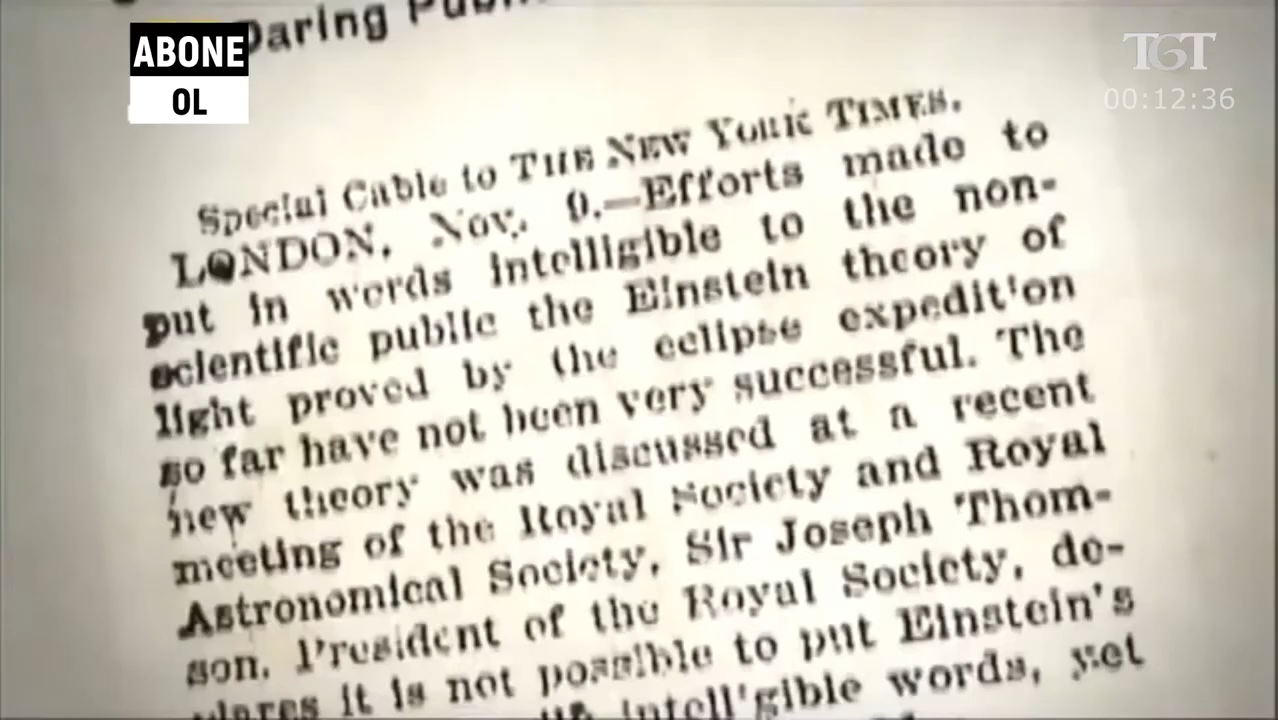 Daring
ABONE
OL
TGT
00:12:36
Special Cable to THE NEW YORK TIMES.
LONDON, Nov. 9.—Efforts made to
put in words intelligible to the non-
scientific public the Einstein theory of
light proved by the eclipse expedition
so far have not been very successful. The
new theory was discussed at a recent
meeting of the Royal Society and Royal
Astronomical Society, Sir Joseph Thom-
son, President of the Royal Society, de-
clares it is not possible to put Einstein's
intelligible words, yet